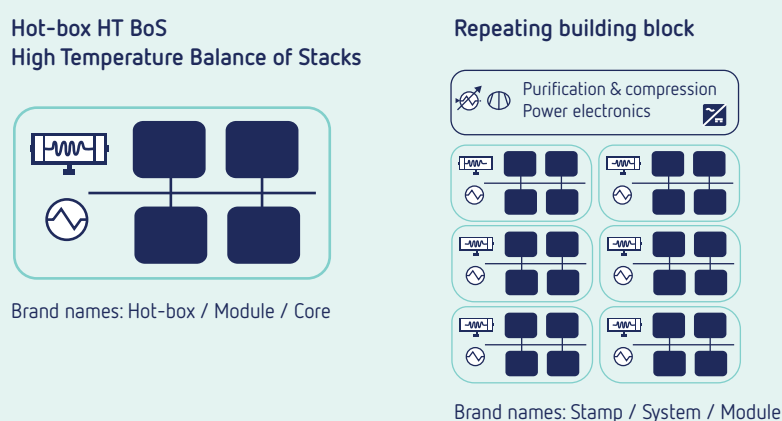 Hot-box HT BoS
High Temperature Balance of Stacks
Brand names: Hot-box / Module / Core
Repeating building block
Purification & compression
Power electronics
Brand names: Stamp / System / Module